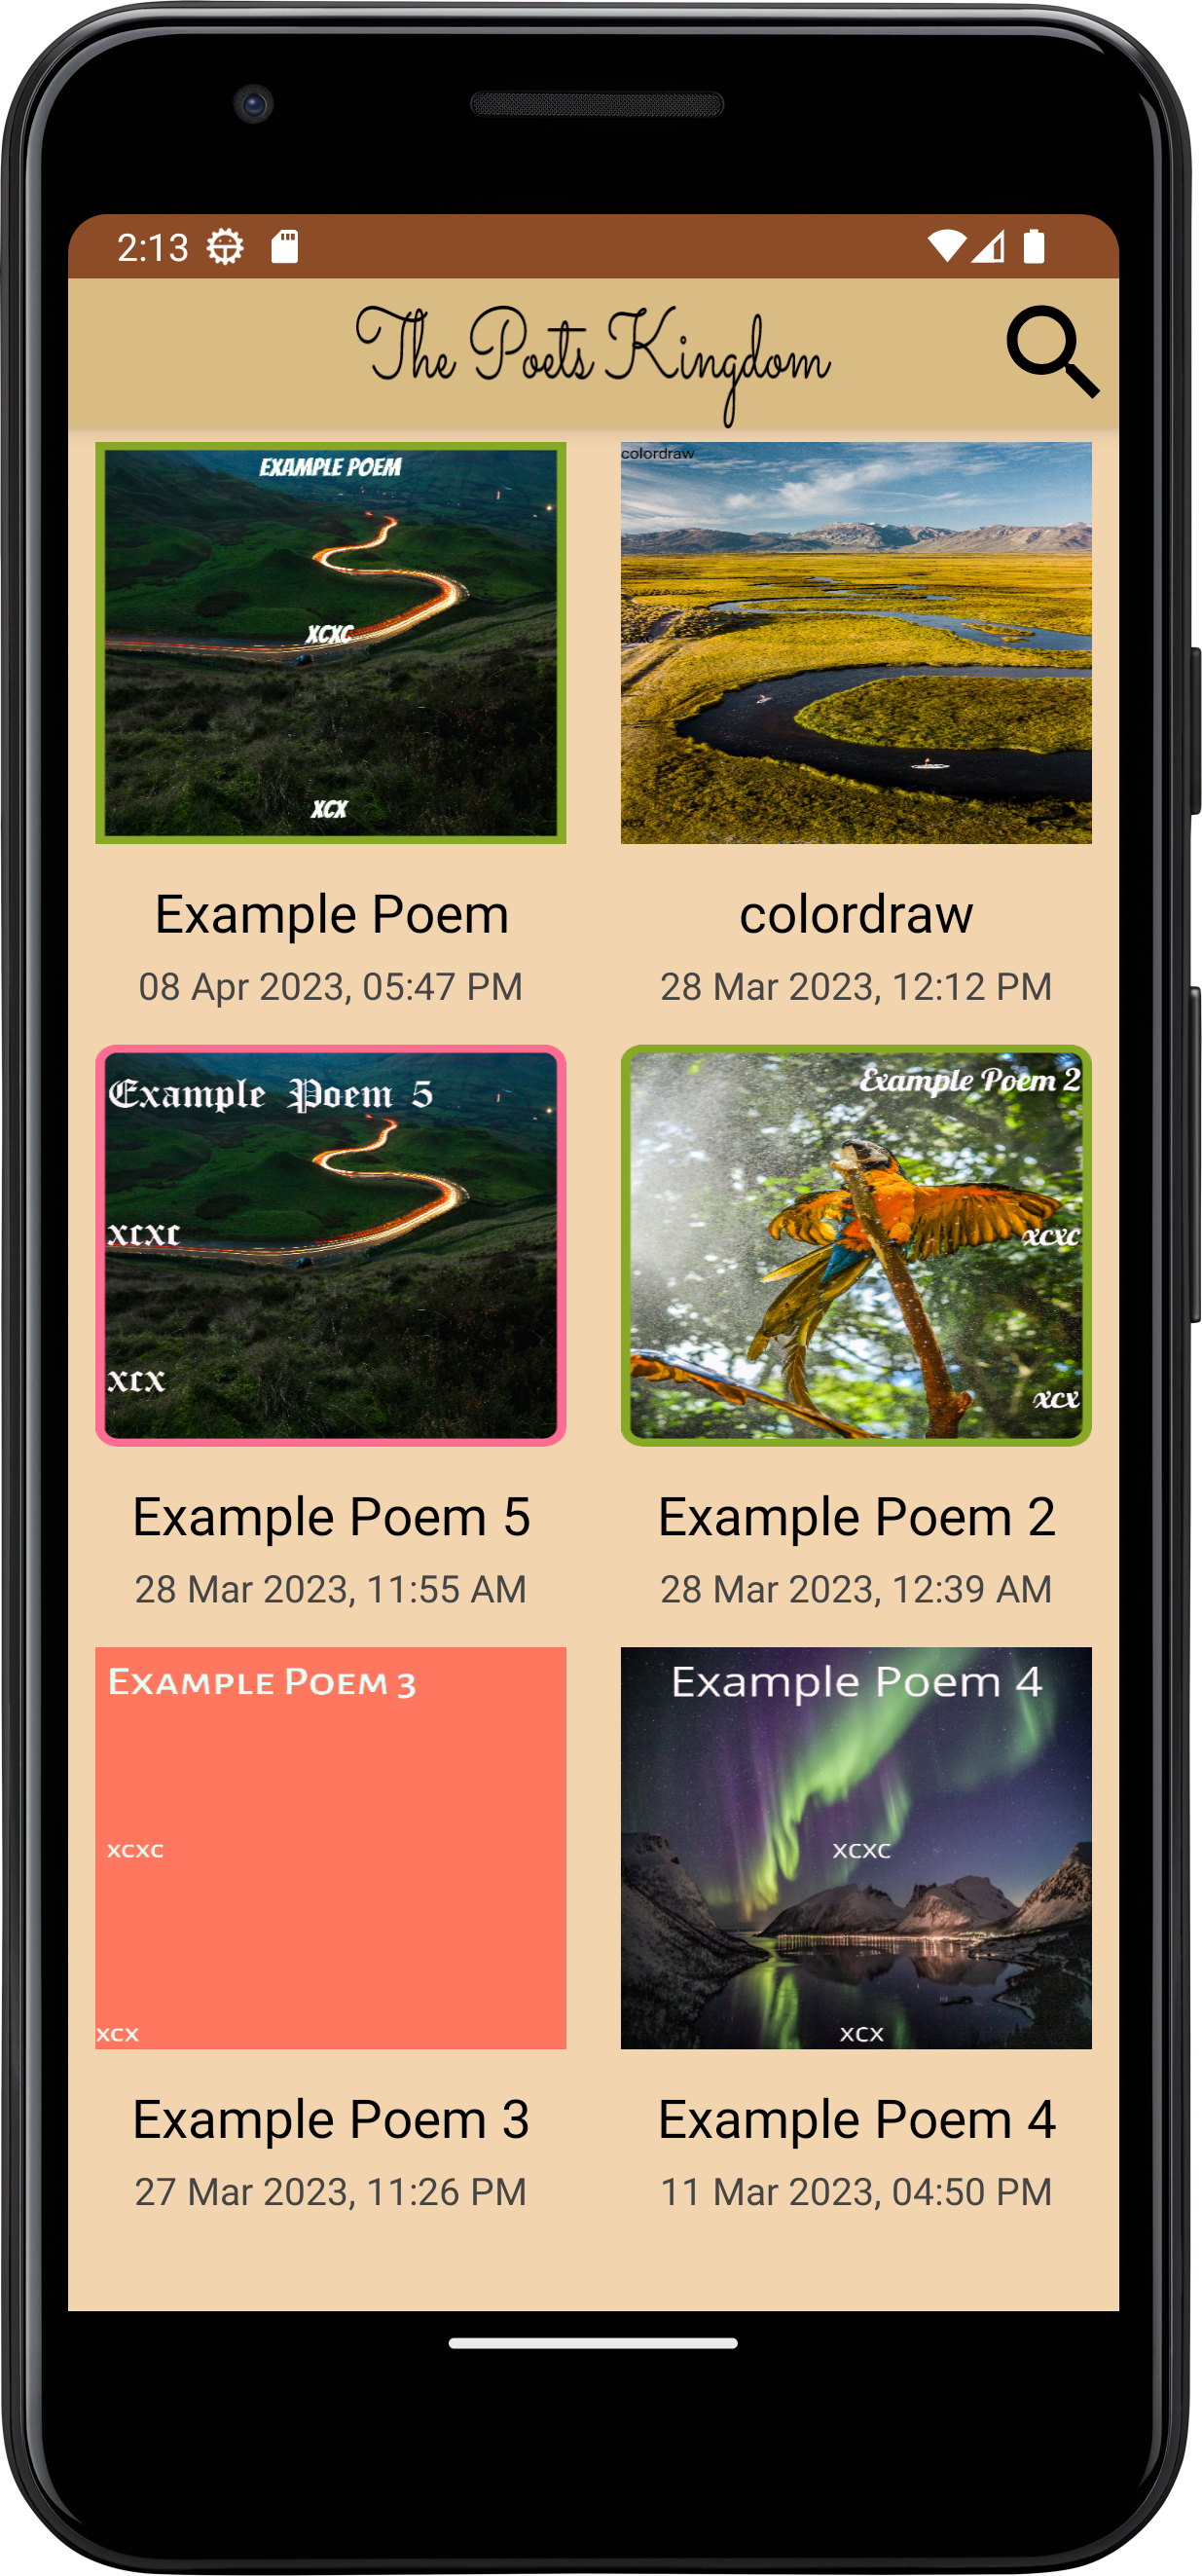 2:13
The Poets Kingdom
EXAMPLE POEM
XCXC
XCX
colordraw
xcxc
Example Poem
colordraw
08 Apr 2023, 05:47 PM
28 Mar 2023, 12:12 PM
Example Poem 5
xcxc
xcx
Example Poem 2
xcxc
xcx
Example Poem 5
Example Poem 2
28 Mar 2023, 11:55 AM
28 Mar 2023, 12:39 AM
Example Poem 3
xcxc
xcx
Example Poem 4
xcxc
xcx
Example Poem 3
Example Poem 4
27 Mar 2023, 11:26 PM
11 Mar 2023, 04:50 PM